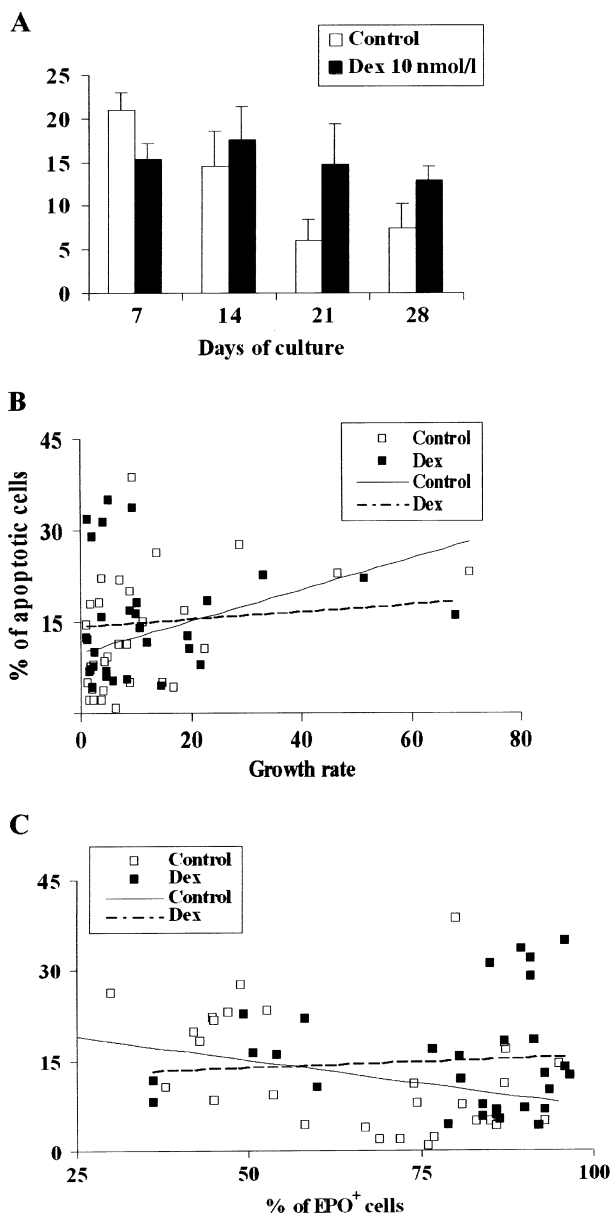 A
Control
Dex 10 nmol/l
25
20
15
10
5
0
7 14 21 28
Days of culture
B
45
30
15
0 20 40 60 80
% of apoptotic cells
Growth rate
Control
Dex
Control
Dex
C
Control
Dex
Control
Dex
45
30
15
0
25 50 75 100
% of EPO+ cells